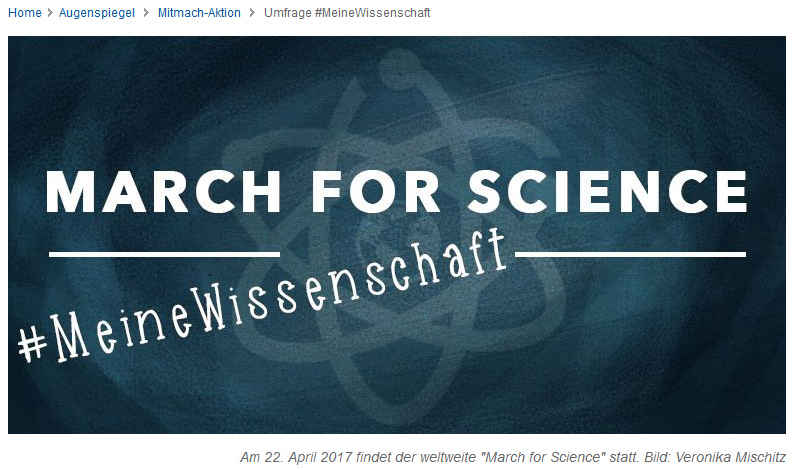 Home > Augenspiegel > Mitmach-Aktion > Umfrage #MeineWissenschaft
MARCH FOR SCIENCE
#MeineWissenschaft
Am 22. April 2017 findet der weltweite "March for Science" statt. Bild: Veronika Mischitz